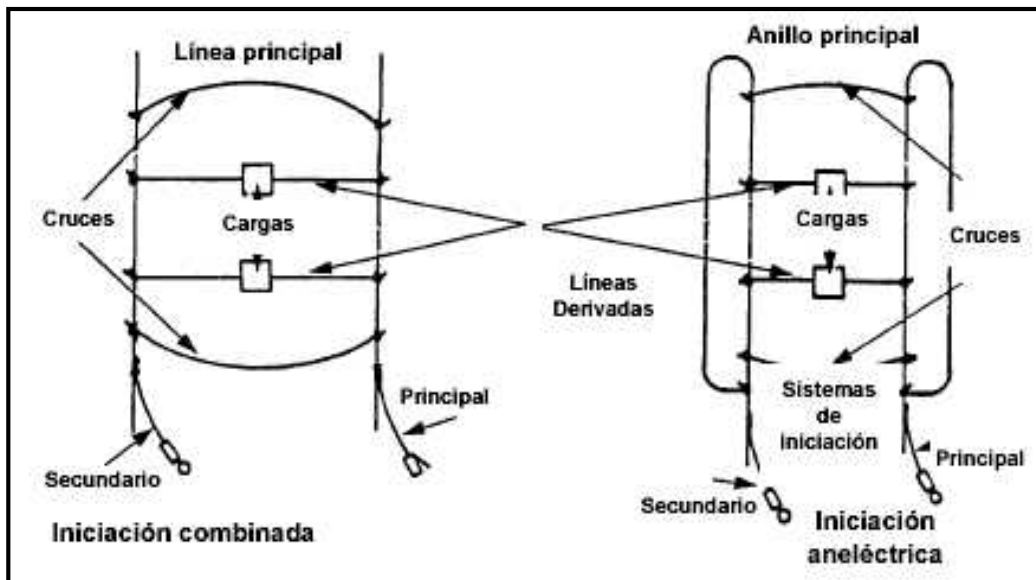 Línea principal
Cruces
Cargas
Principal
Secundario
Iniciación combinada
Líneas
Derivadas
Anillo principal
Cargas
Cruces
Sistemas
de
iniciación
Principal
Secundario
Iniciación
aneléctrica